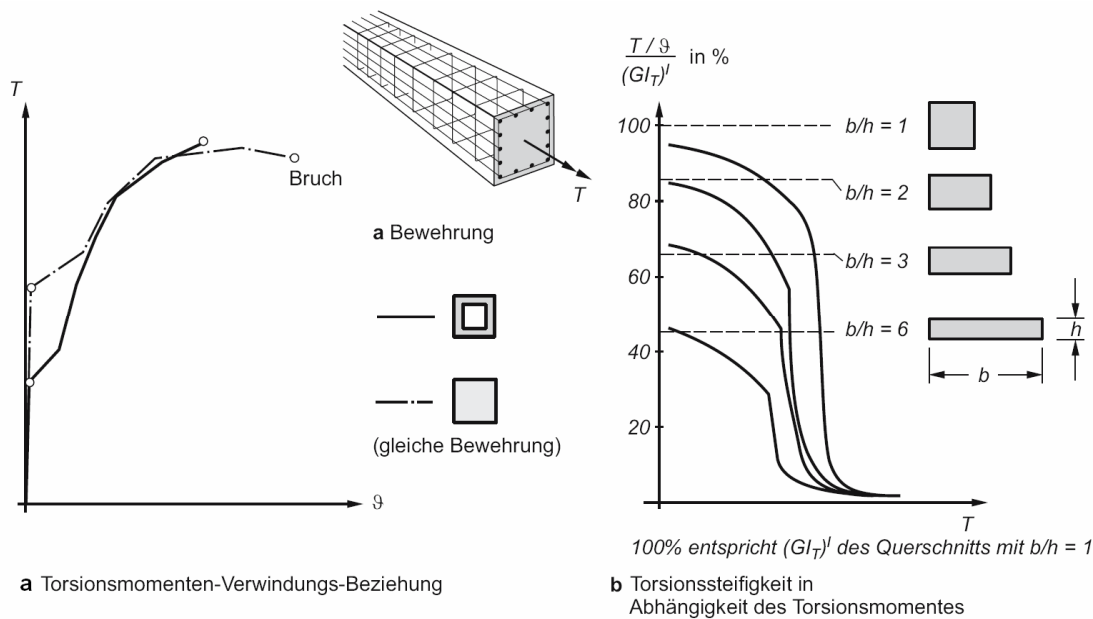 T
Bruch
ϑ
T
a Bewehrung
(gleiche Bewehrung)
a Torsionsmomenten-Verwindungs-Beziehung
T / ϑ
(GI_T)^I
in %
100
80
60
40
20
b/h = 1
b/h = 2
b/h = 3
b/h = 6
h
b
T
100% entspricht (GI_T)^I des Querschnitts mit b/h = 1
b Torsionssteifigkeit in
Abhängigkeit des Torsionsmomentes